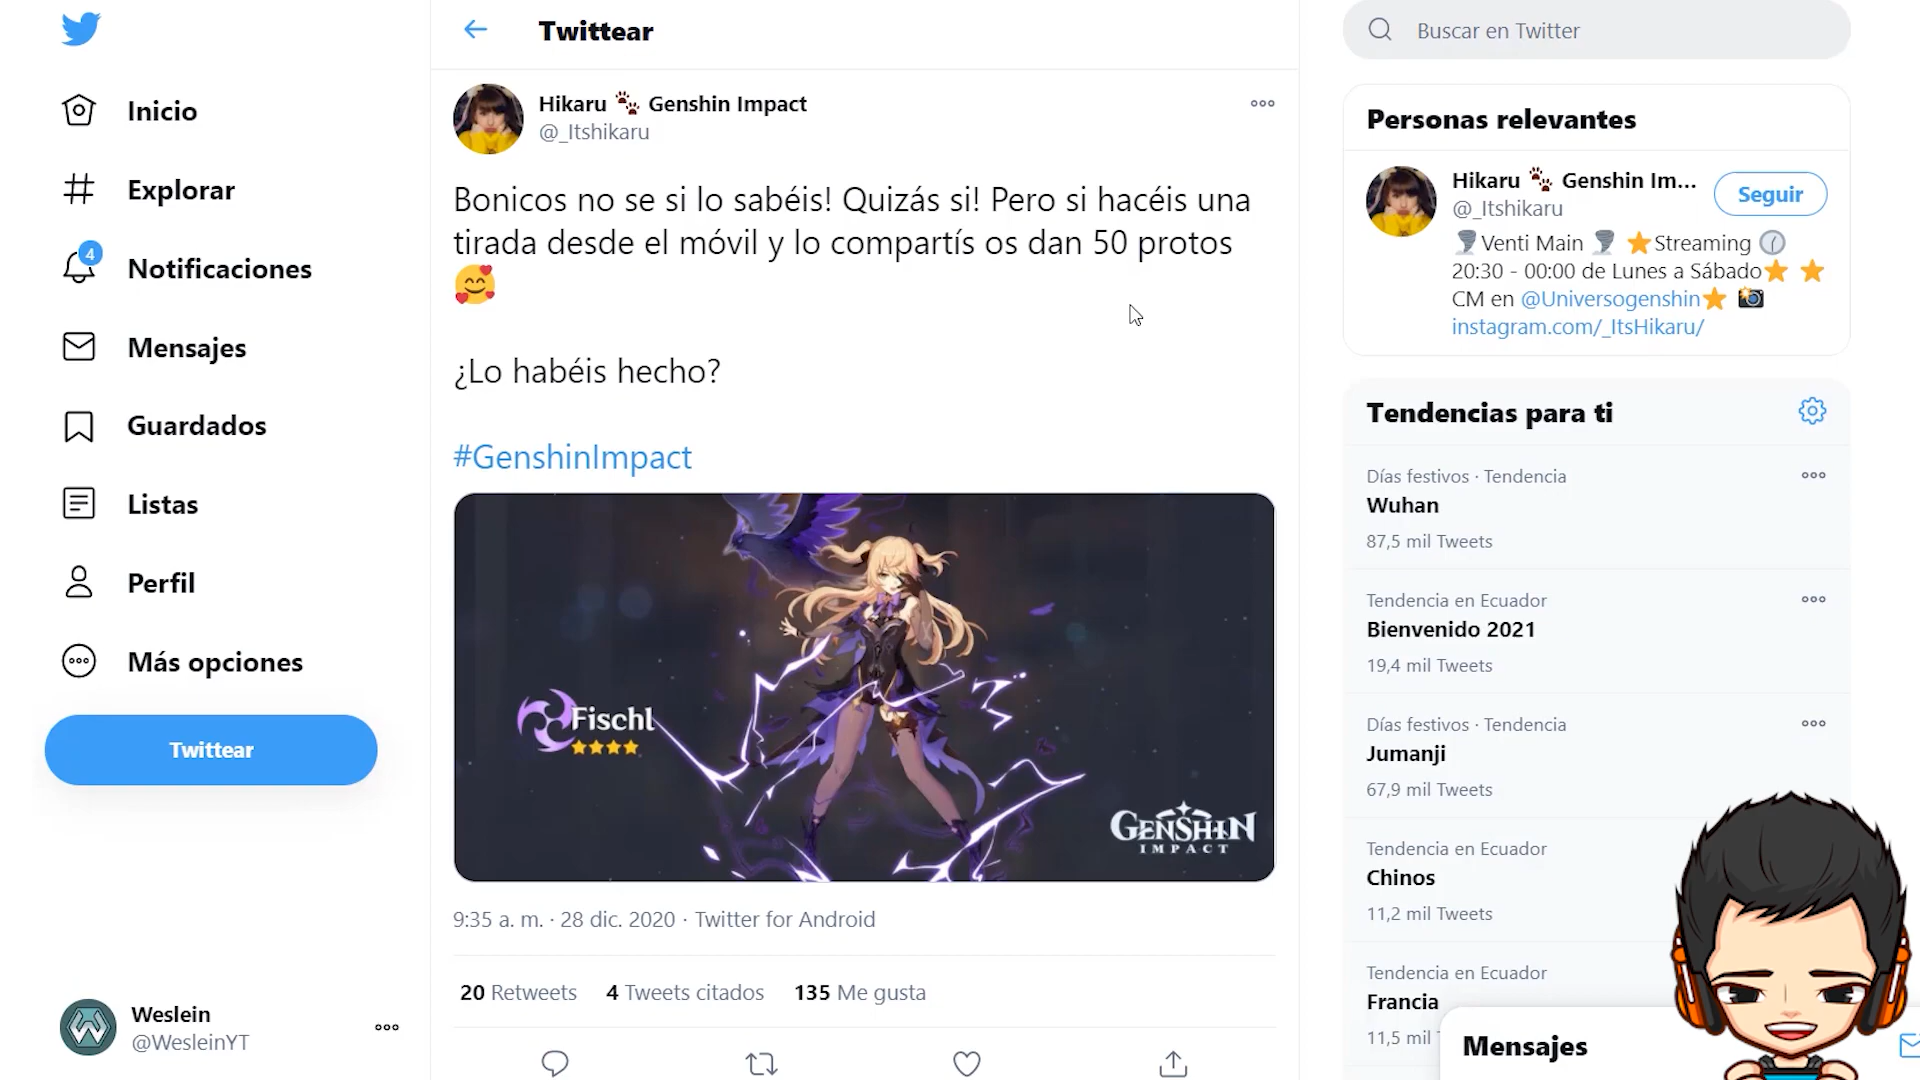 Inicio
Explorar
4
Notificaciones
Mensajes
Guardados
Listas
Perfil
Más opciones
Twittear
Weslein
@WesleinYT
Twittear
Hikaru 🐾 Genshin Impact
@_Itshikaru
Bonicos no se si lo sabéis! Quizás si! Pero si hacéis una
tirada desde el móvil y lo compartís os dan 50 protos
🥰
¿Lo habéis hecho?
#GenshinImpact
Fischl
GENSHIN
IMPACT
9:35 a. m. · 28 dic. 2020 · Twitter for Android
20 Retweets 4 Tweets citados 135 Me gusta
Buscar en Twitter
Personas relevantes
Hikaru 🐾 Genshin Im...
@_Itshikaru
Seguir
🌪️Venti Main 🌪️ ⭐Streaming 🕖
20:30 - 00:00 de Lunes a Sábado⭐ ⭐
CM en @Universogenshin⭐ 📸
instagram.com/_ItsHikaru/
Tendencias para ti
Días festivos · Tendencia
Wuhan
87,5 mil Tweets
Tendencia en Ecuador
Bienvenido 2021
19,4 mil Tweets
Días festivos · Tendencia
Jumanji
67,9 mil Tweets
Tendencia en Ecuador
Chinos
11,2 mil Tweets
Tendencia en Ecuador
Francia
11,5 mil
Mensajes